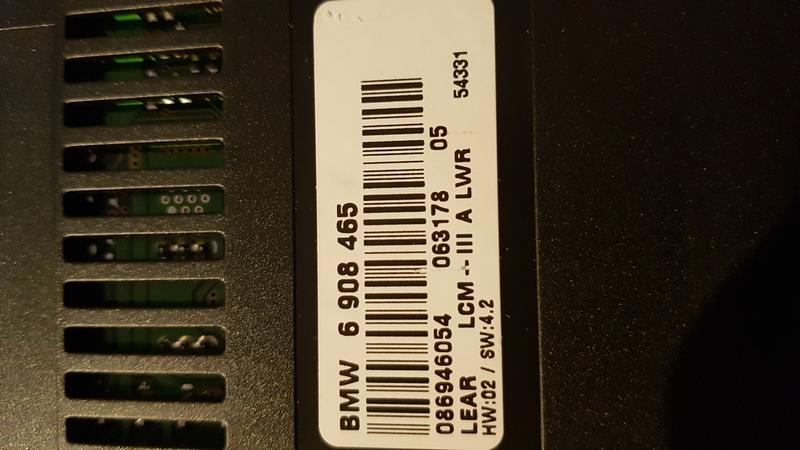 BMW 6 908 465
086946054 063178 05
LEAR LCM -- III A LWR
HW:02 / SW:4.2 54331